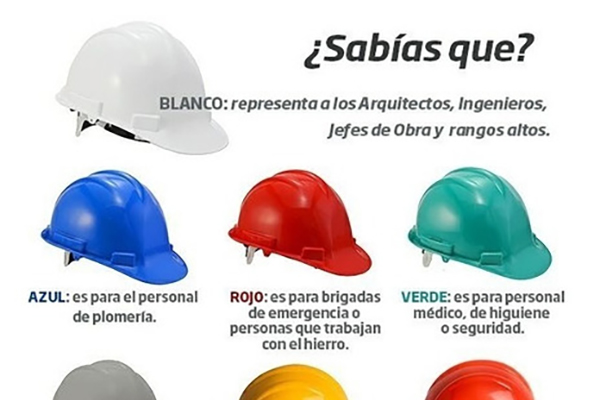 ¿Sabías que?
BLANCO: representa a los Arquitectos, Ingenieros,
Jefes de Obra y rangos altos.
AZUL: es para el personal
de plomería.
ROJO: es para brigadas
de emergencia o
personas que trabajan
con el hierro.
VERDE: es para personal
médico, de higuiene
o seguridad.